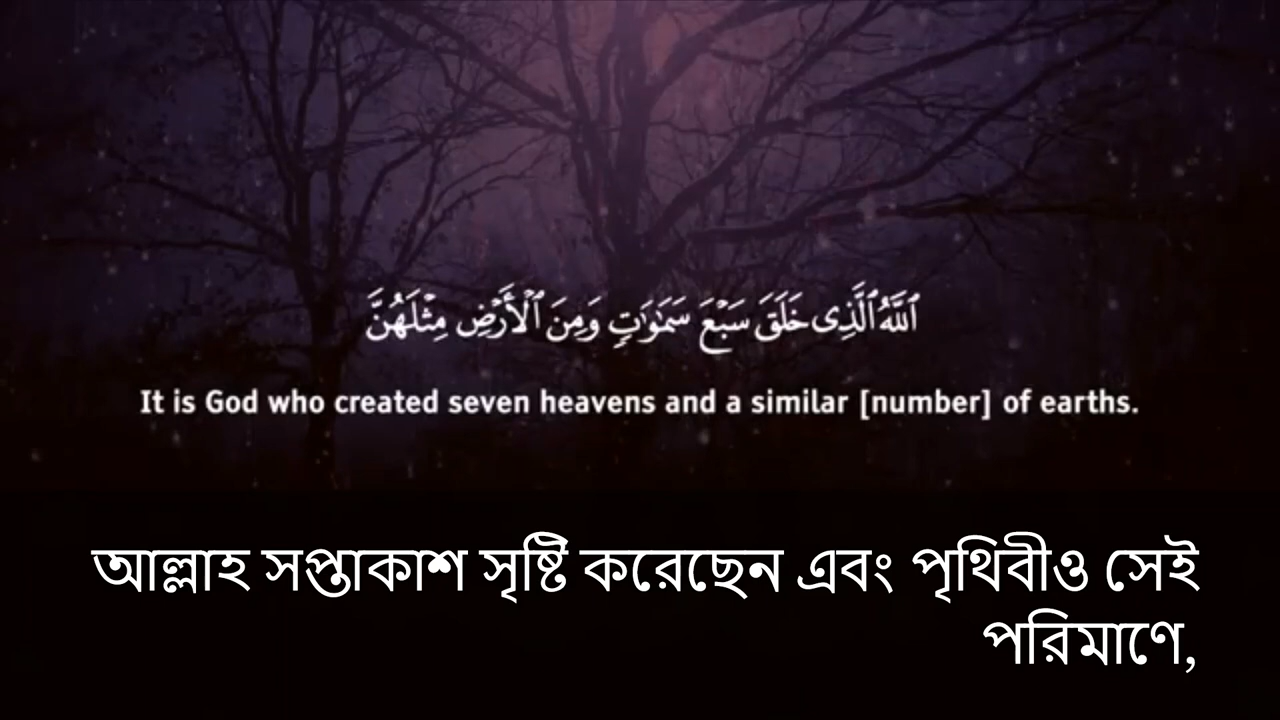 ٱللَّهُ ٱلَّذِى خَلَقَ سَبْعَ سَمَٰوَٰتٍ وَمِنَ ٱلْأَرْضِ مِثْلَهُنَّ
It is God who created seven heavens and a similar [number] of earths.
আল্লাহ সপ্তাকাশ সৃষ্টি করেছেন এবং পৃথিবীও সেই
পরিমাণে,